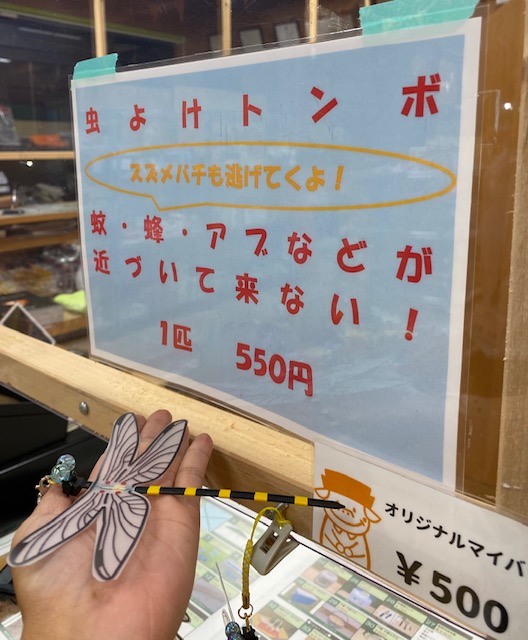 虫よけトンボ
スズメバチも逃げてくよ！
蚊・蜂・アブなどが
近づいて来ない！
1匹 550円
オリジナルマイバ
￥500